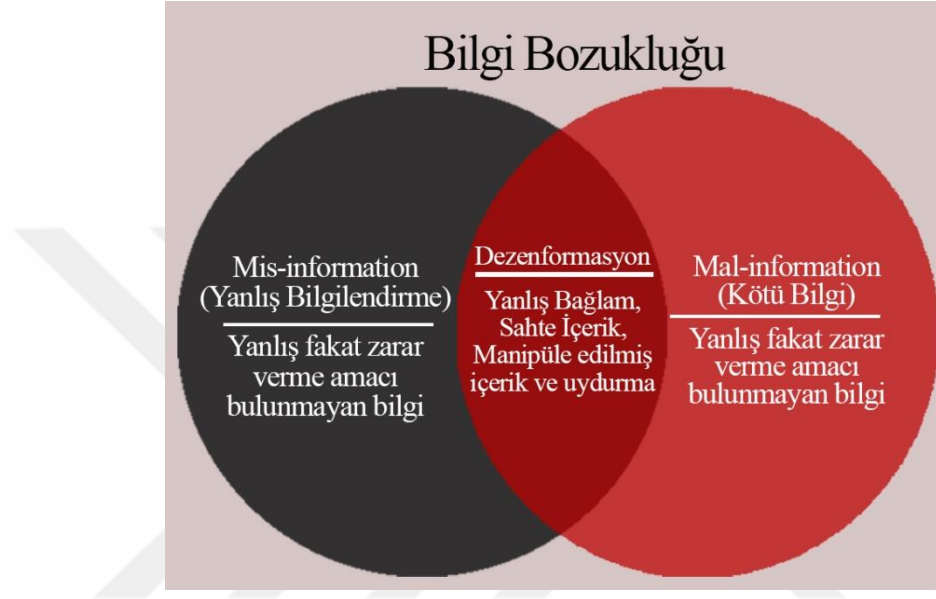 Bilgi Bozukluğu
Mis-information
(Yanlış Bilgilendirme)
Yanlış fakat zarar
verme amacı
bulunmayan bilgi
Dezenformasyon
Yanlış Bağlam,
Sahte İçerik,
Manipüle edilmiş
içerik ve uydurma
Mal-information
(Kötü Bilgi)
Yanlış fakat zarar
verme amacı
bulunmayan bilgi